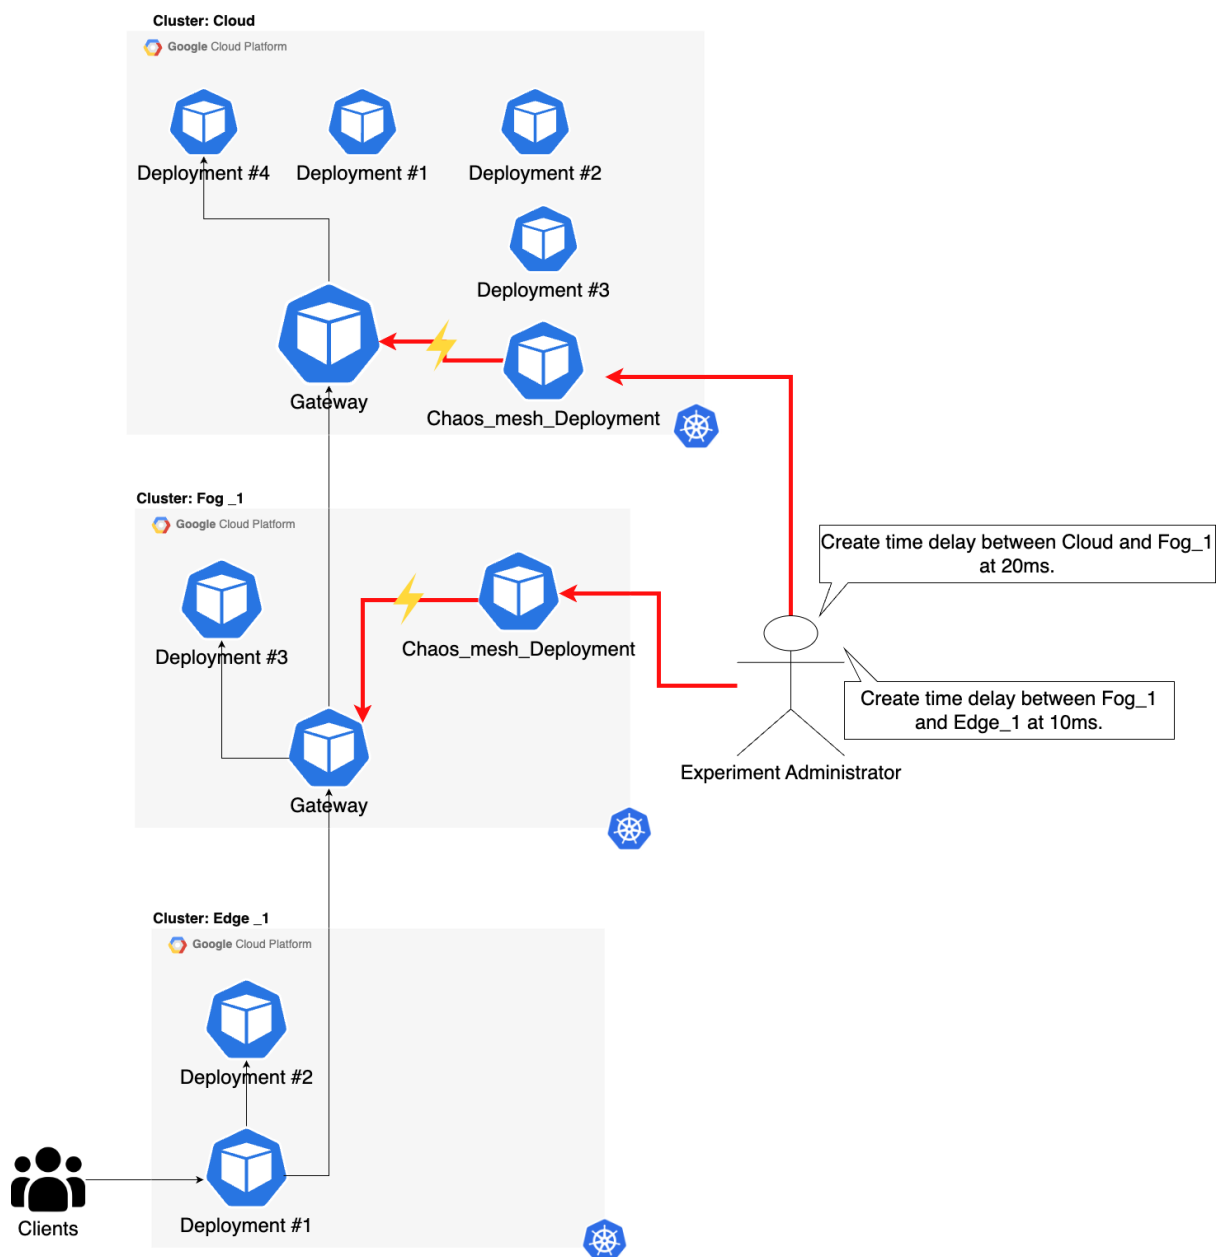 Cluster: Cloud
Google Cloud Platform
Deployment #4
Deployment #1
Deployment #2
Deployment #3
Gateway
Chaos_mesh_Deployment
Cluster: Fog _1
Google Cloud Platform
Create time delay between Cloud and Fog_1
at 20ms.
Deployment #3
Chaos_mesh_Deployment
Create time delay between Fog_1
and Edge_1 at 10ms.
Experiment Administrator
Gateway
Cluster: Edge _1
Google Cloud Platform
Deployment #2
Deployment #1
Clients